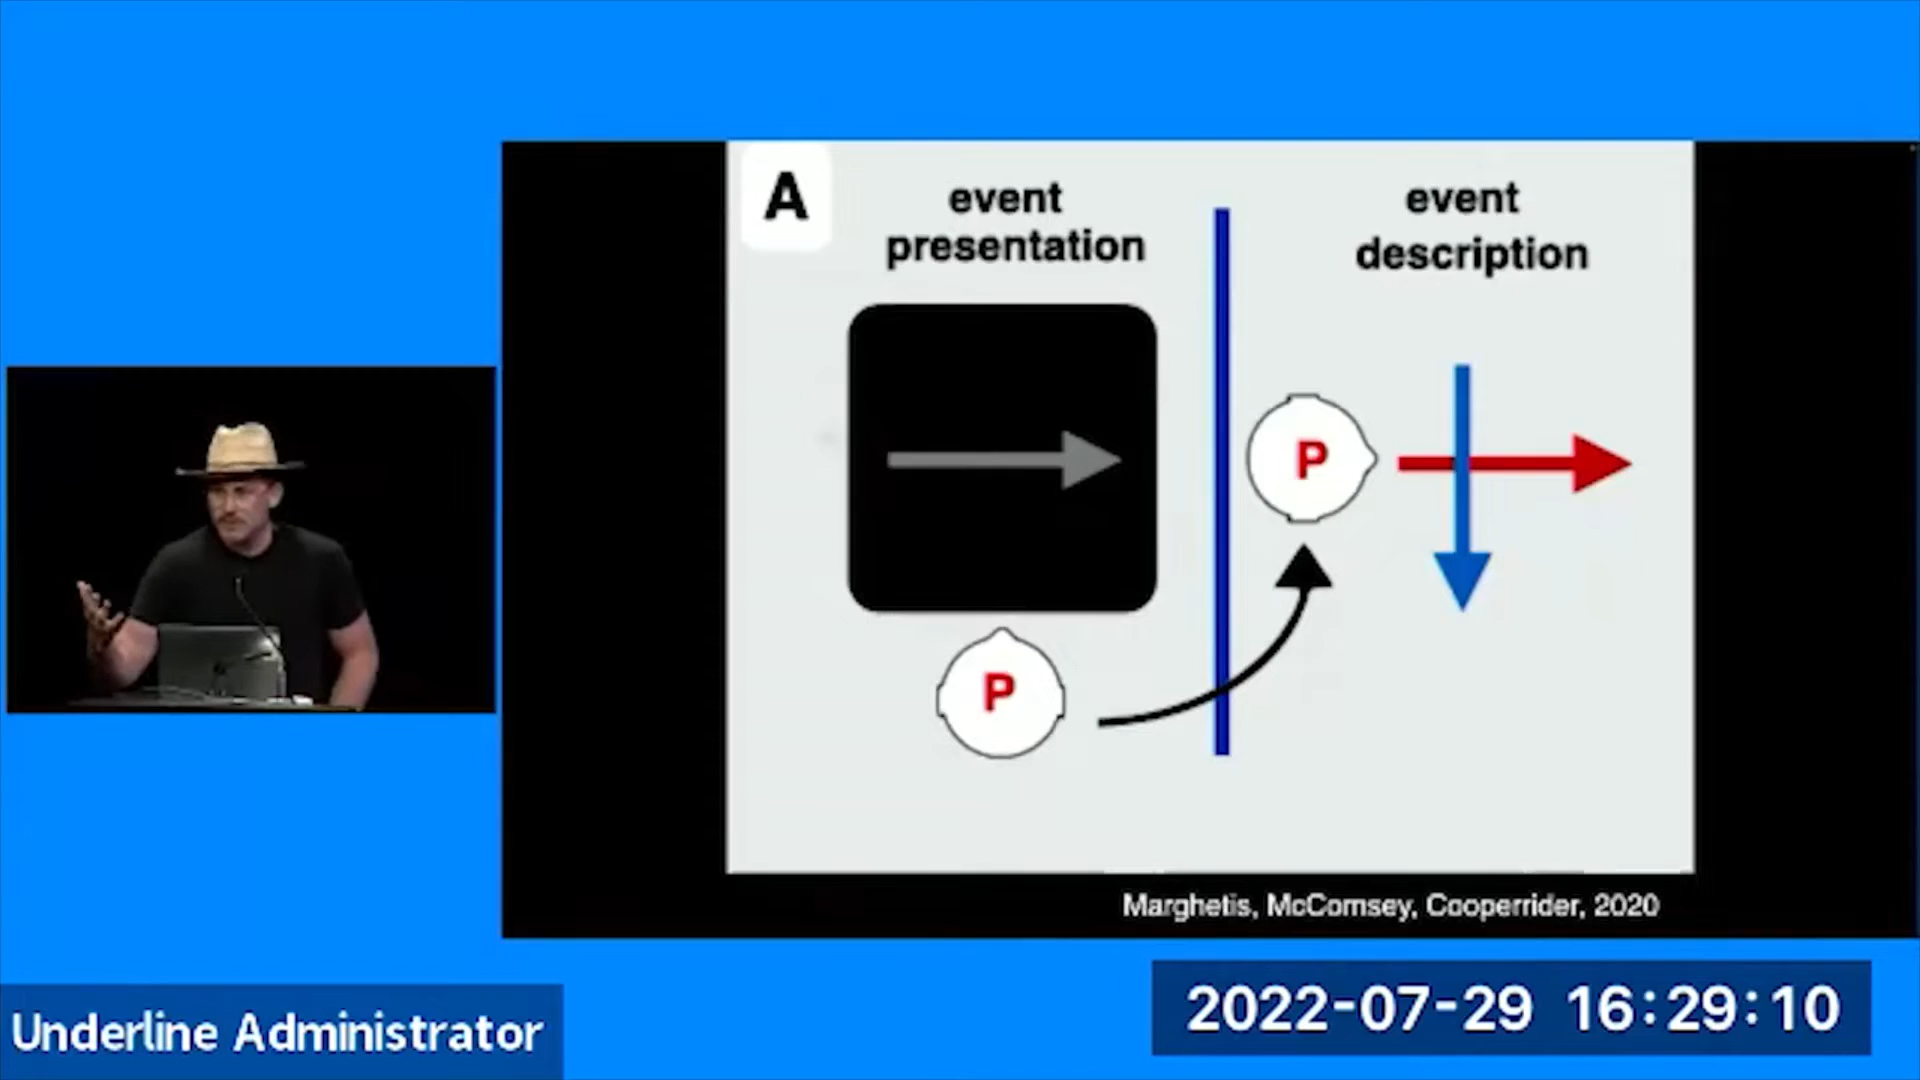 A
event
presentation
event
description
P
P
Marghetis, McComsey, Cooperrider, 2020
Underline Administrator
2022-07-29 16:29:10